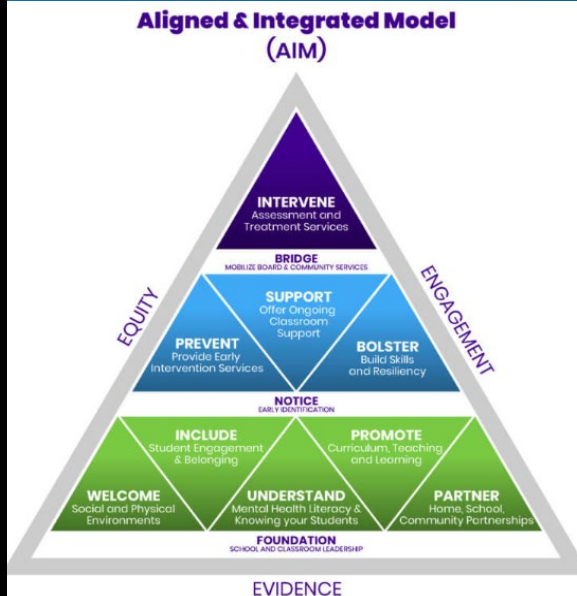 Aligned & Integrated Model
(AIM)
INTERVENE
Assessment and
Treatment Services
BRIDGE
MOBILIZE BOARD & COMMUNITY SERVICES
EQUITY
ENGAGEMENT
SUPPORT
Offer Ongoing
Classroom
Support
PREVENT
Provide Early
Intervention Services
BOLSTER
Build Skills
and Resiliency
NOTICE
EARLY IDENTIFICATION
INCLUDE
Student Engagement
& Belonging
PROMOTE
Curriculum, Teaching
and Learning
WELCOME
Social and Physical
Environments
UNDERSTAND
Mental Health Literacy &
Knowing your Students
PARTNER
Home, School,
Community Partnerships
FOUNDATION
SCHOOL AND CLASSROOM LEADERSHIP
EVIDENCE